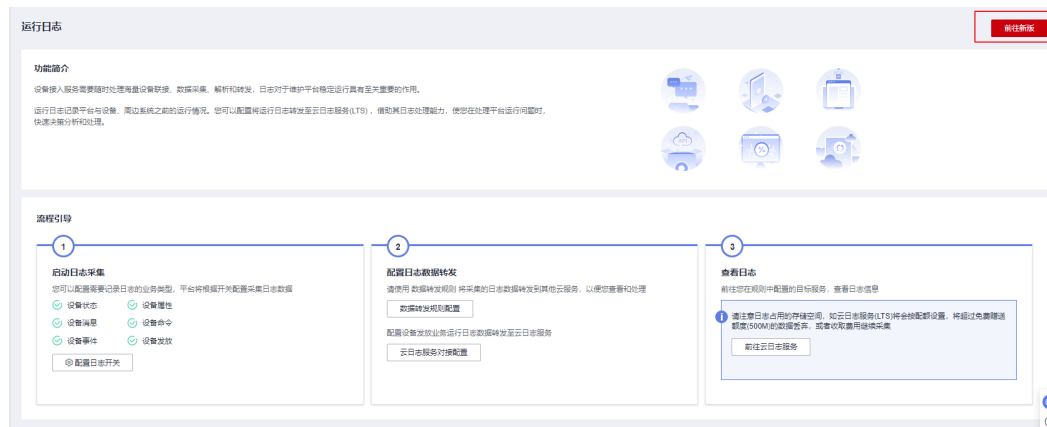 运行日志
前往新版
功能简介
设备接入服务需要随时处理海量设备联接、数据采集、解析和转发，日志对于维护平台稳定运行具有至关重要的作用。
运行日志记录平台与设备、周边系统之前的运行情况。您可以配置将运行日志转发至云日志服务(LTS)，借助其日志处理能力，使您在处理平台运行问题时，
快速决策分析和处理。
API
流程引导
1
启动日志采集
您可以配置需要记录日志的业务类型，平台将根据开关配置采集日志数据
设备状态 设备属性
设备消息 设备命令
设备事件 设备发放
配置日志开关
2
配置日志数据转发
请使用 数据转发规则 将采集的日志数据转发到其他云服务，以便您查看和处理
数据转发规则配置
配置设备发放业务运行日志数据转发至云日志服务
云日志服务对接配置
3
查看日志
前往您在规则中配置的目标服务，查看日志信息
请注意日志占用的存储空间，如云日志服务(LTS)将会按配额设置，将超过免费赠送
额度(500M)的数据丢弃，或者收取费用继续采集
前往云日志服务